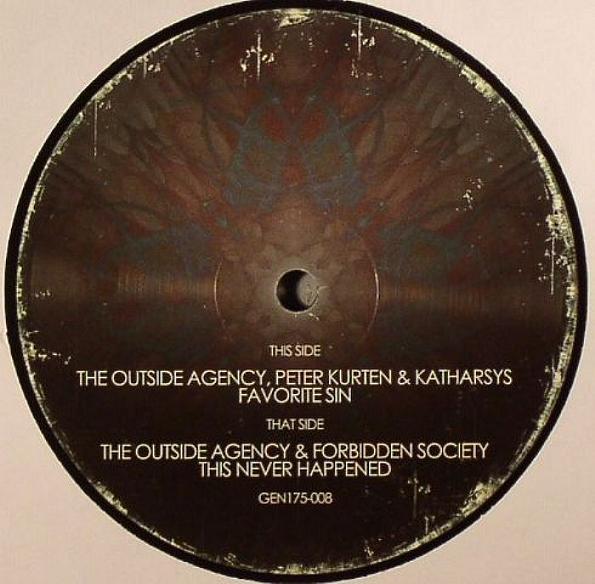 THIS SIDE
THE OUTSIDE AGENCY, PETER KURTEN & KATHARSYS
FAVORITE SIN
THAT SIDE
THE OUTSIDE AGENCY & FORBIDDEN SOCIETY
THIS NEVER HAPPENED
GEN175-008